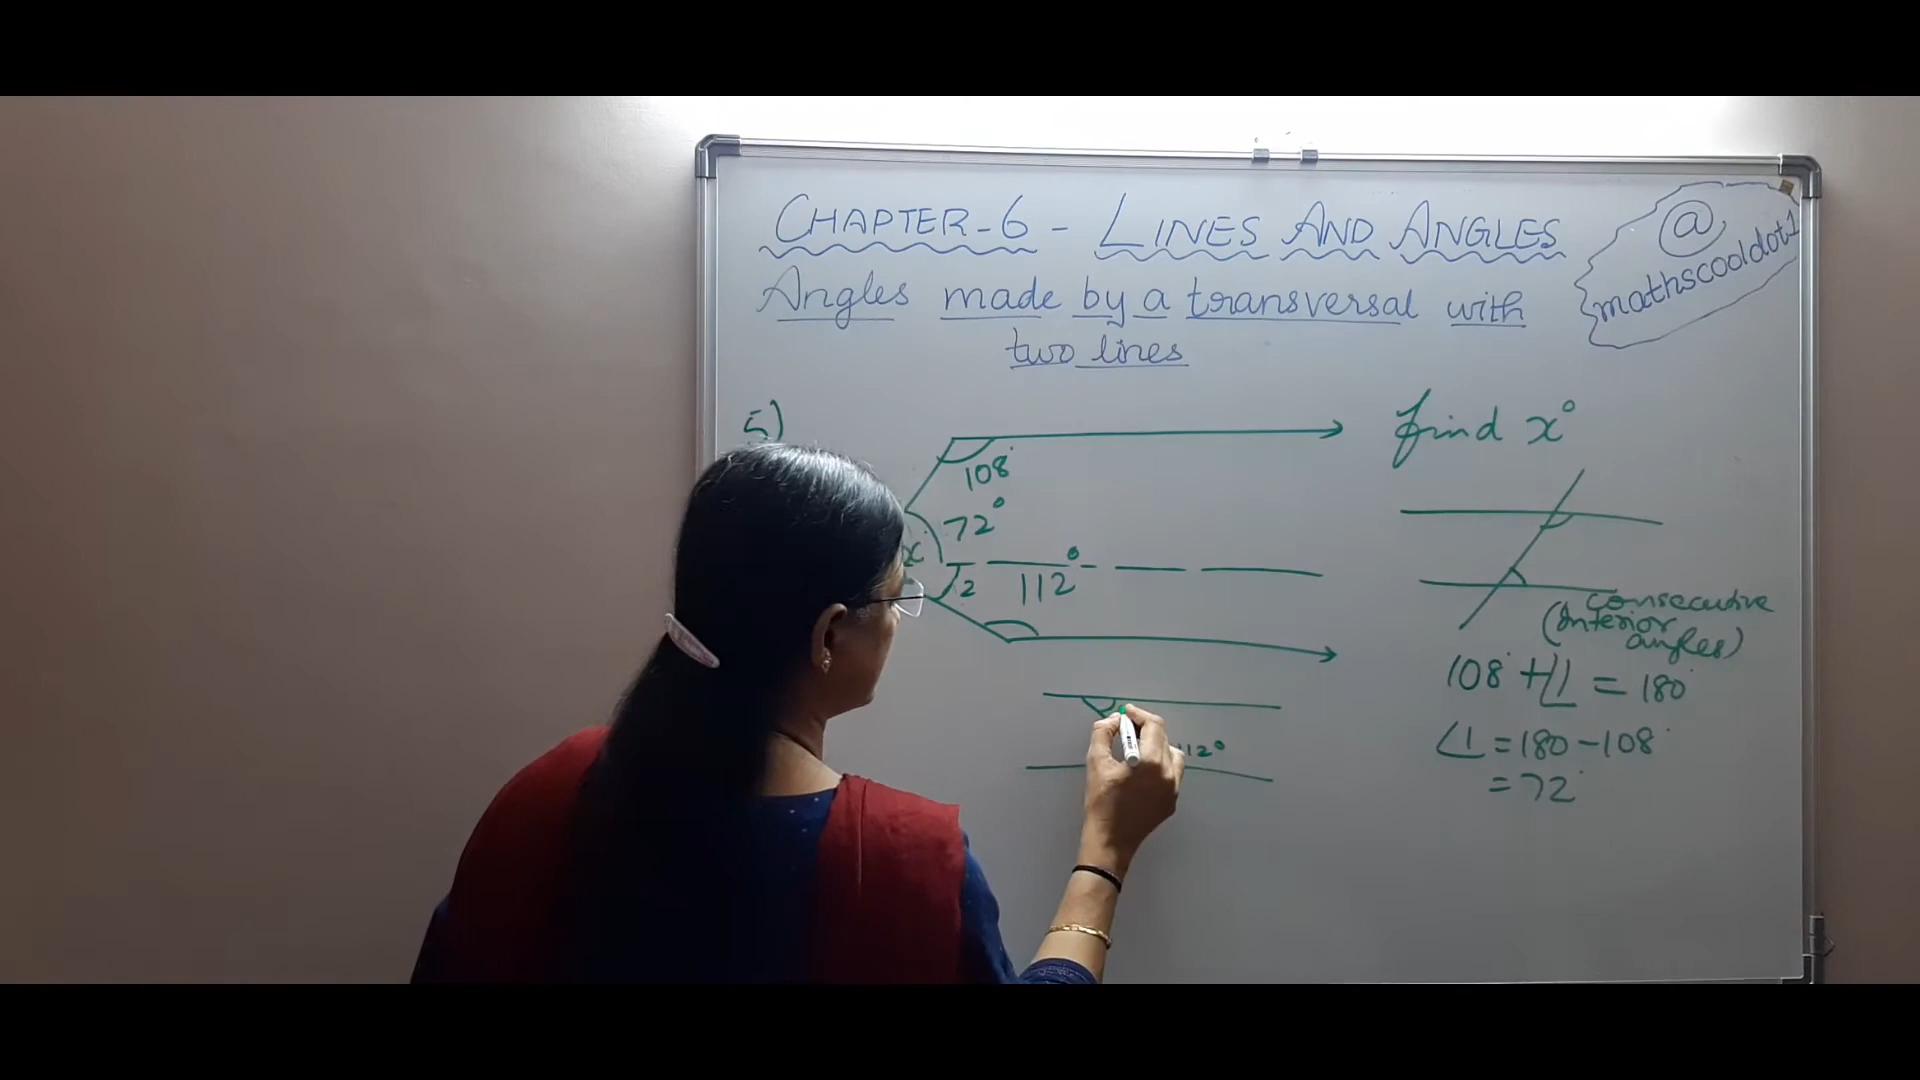 CHAPTER-6 - LINES AND ANGLES
@mathscooldot1
Angles made by a transversal with
two lines
5)
find x°
108°
72°
x
2
112°
(consecutive
interior
angles)
108° + ∠1 = 180°
∠1 = 180 - 108°
= 72°
112°